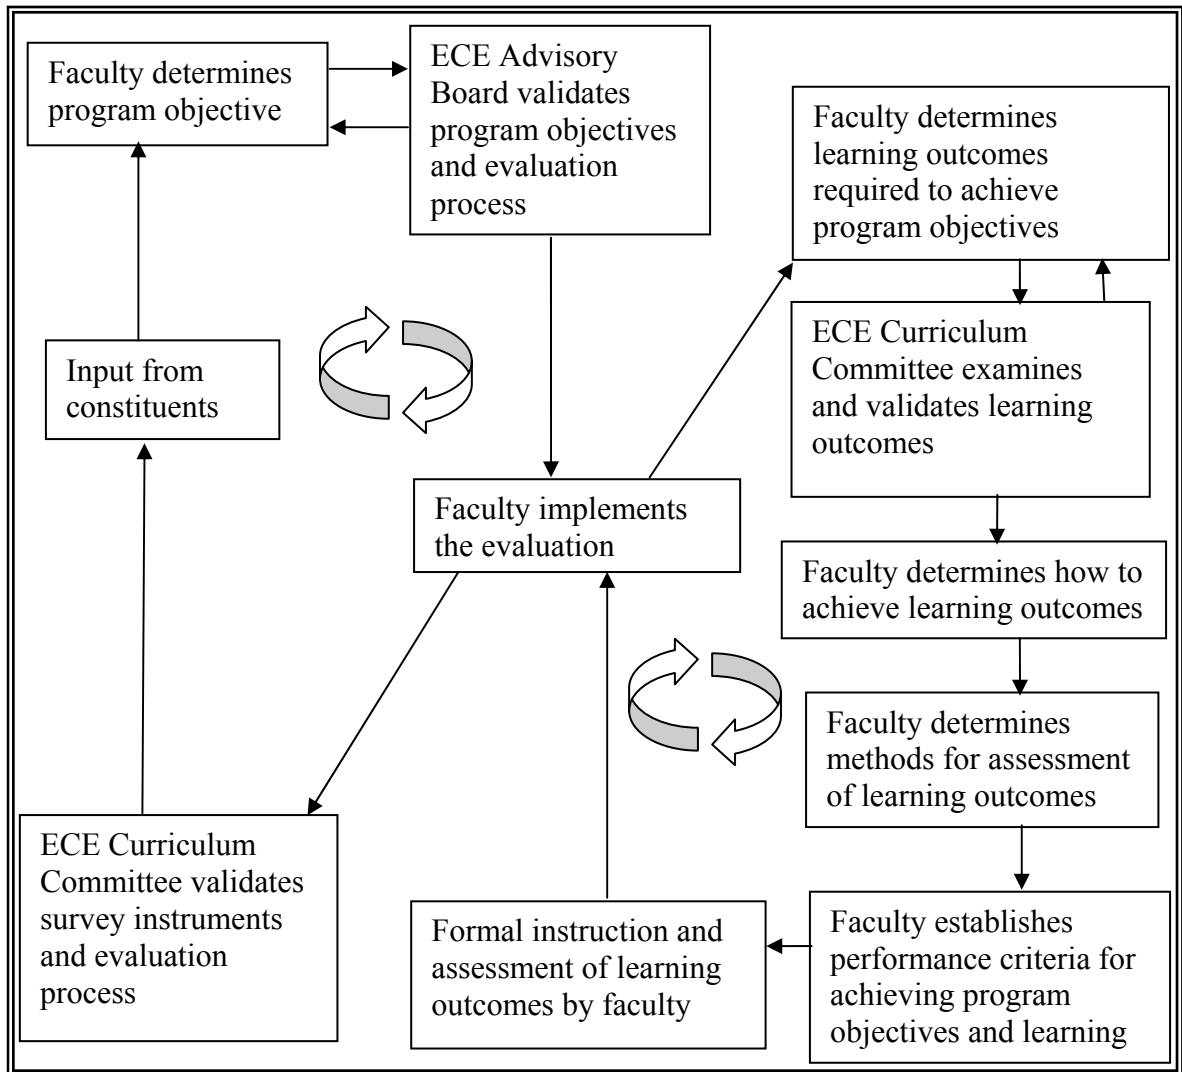 Faculty determines
program objective
ECE Advisory
Board validates
program objectives
and evaluation
process
Faculty determines
learning outcomes
required to achieve
program objectives
Input from
constituents
ECE Curriculum
Committee examines
and validates learning
outcomes
Faculty implements
the evaluation
Faculty determines how to
achieve learning outcomes
Faculty determines
methods for assessment
of learning outcomes
ECE Curriculum
Committee validates
survey instruments
and evaluation
process
Formal instruction and
assessment of learning
outcomes by faculty
Faculty establishes
performance criteria for
achieving program
objectives and learning